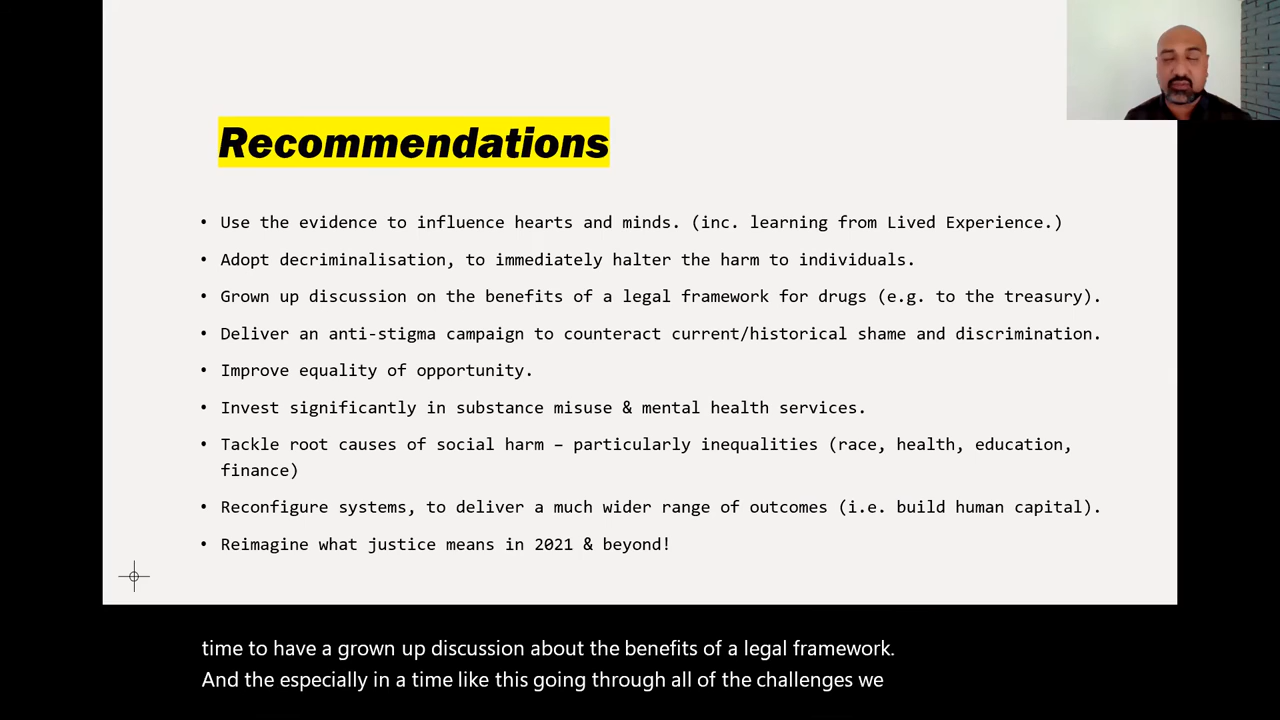 Recommendations
• Use the evidence to influence hearts and minds. (inc. learning from Lived Experience.)
• Adopt decriminalisation, to immediately halter the harm to individuals.
• Grown up discussion on the benefits of a legal framework for drugs (e.g. to the treasury).
• Deliver an anti-stigma campaign to counteract current/historical shame and discrimination.
• Improve equality of opportunity.
• Invest significantly in substance misuse & mental health services.
• Tackle root causes of social harm – particularly inequalities (race, health, education,
finance)
• Reconfigure systems, to deliver a much wider range of outcomes (i.e. build human capital).
• Reimagine what justice means in 2021 & beyond!
time to have a grown up discussion about the benefits of a legal framework.
And the especially in a time like this going through all of the challenges we